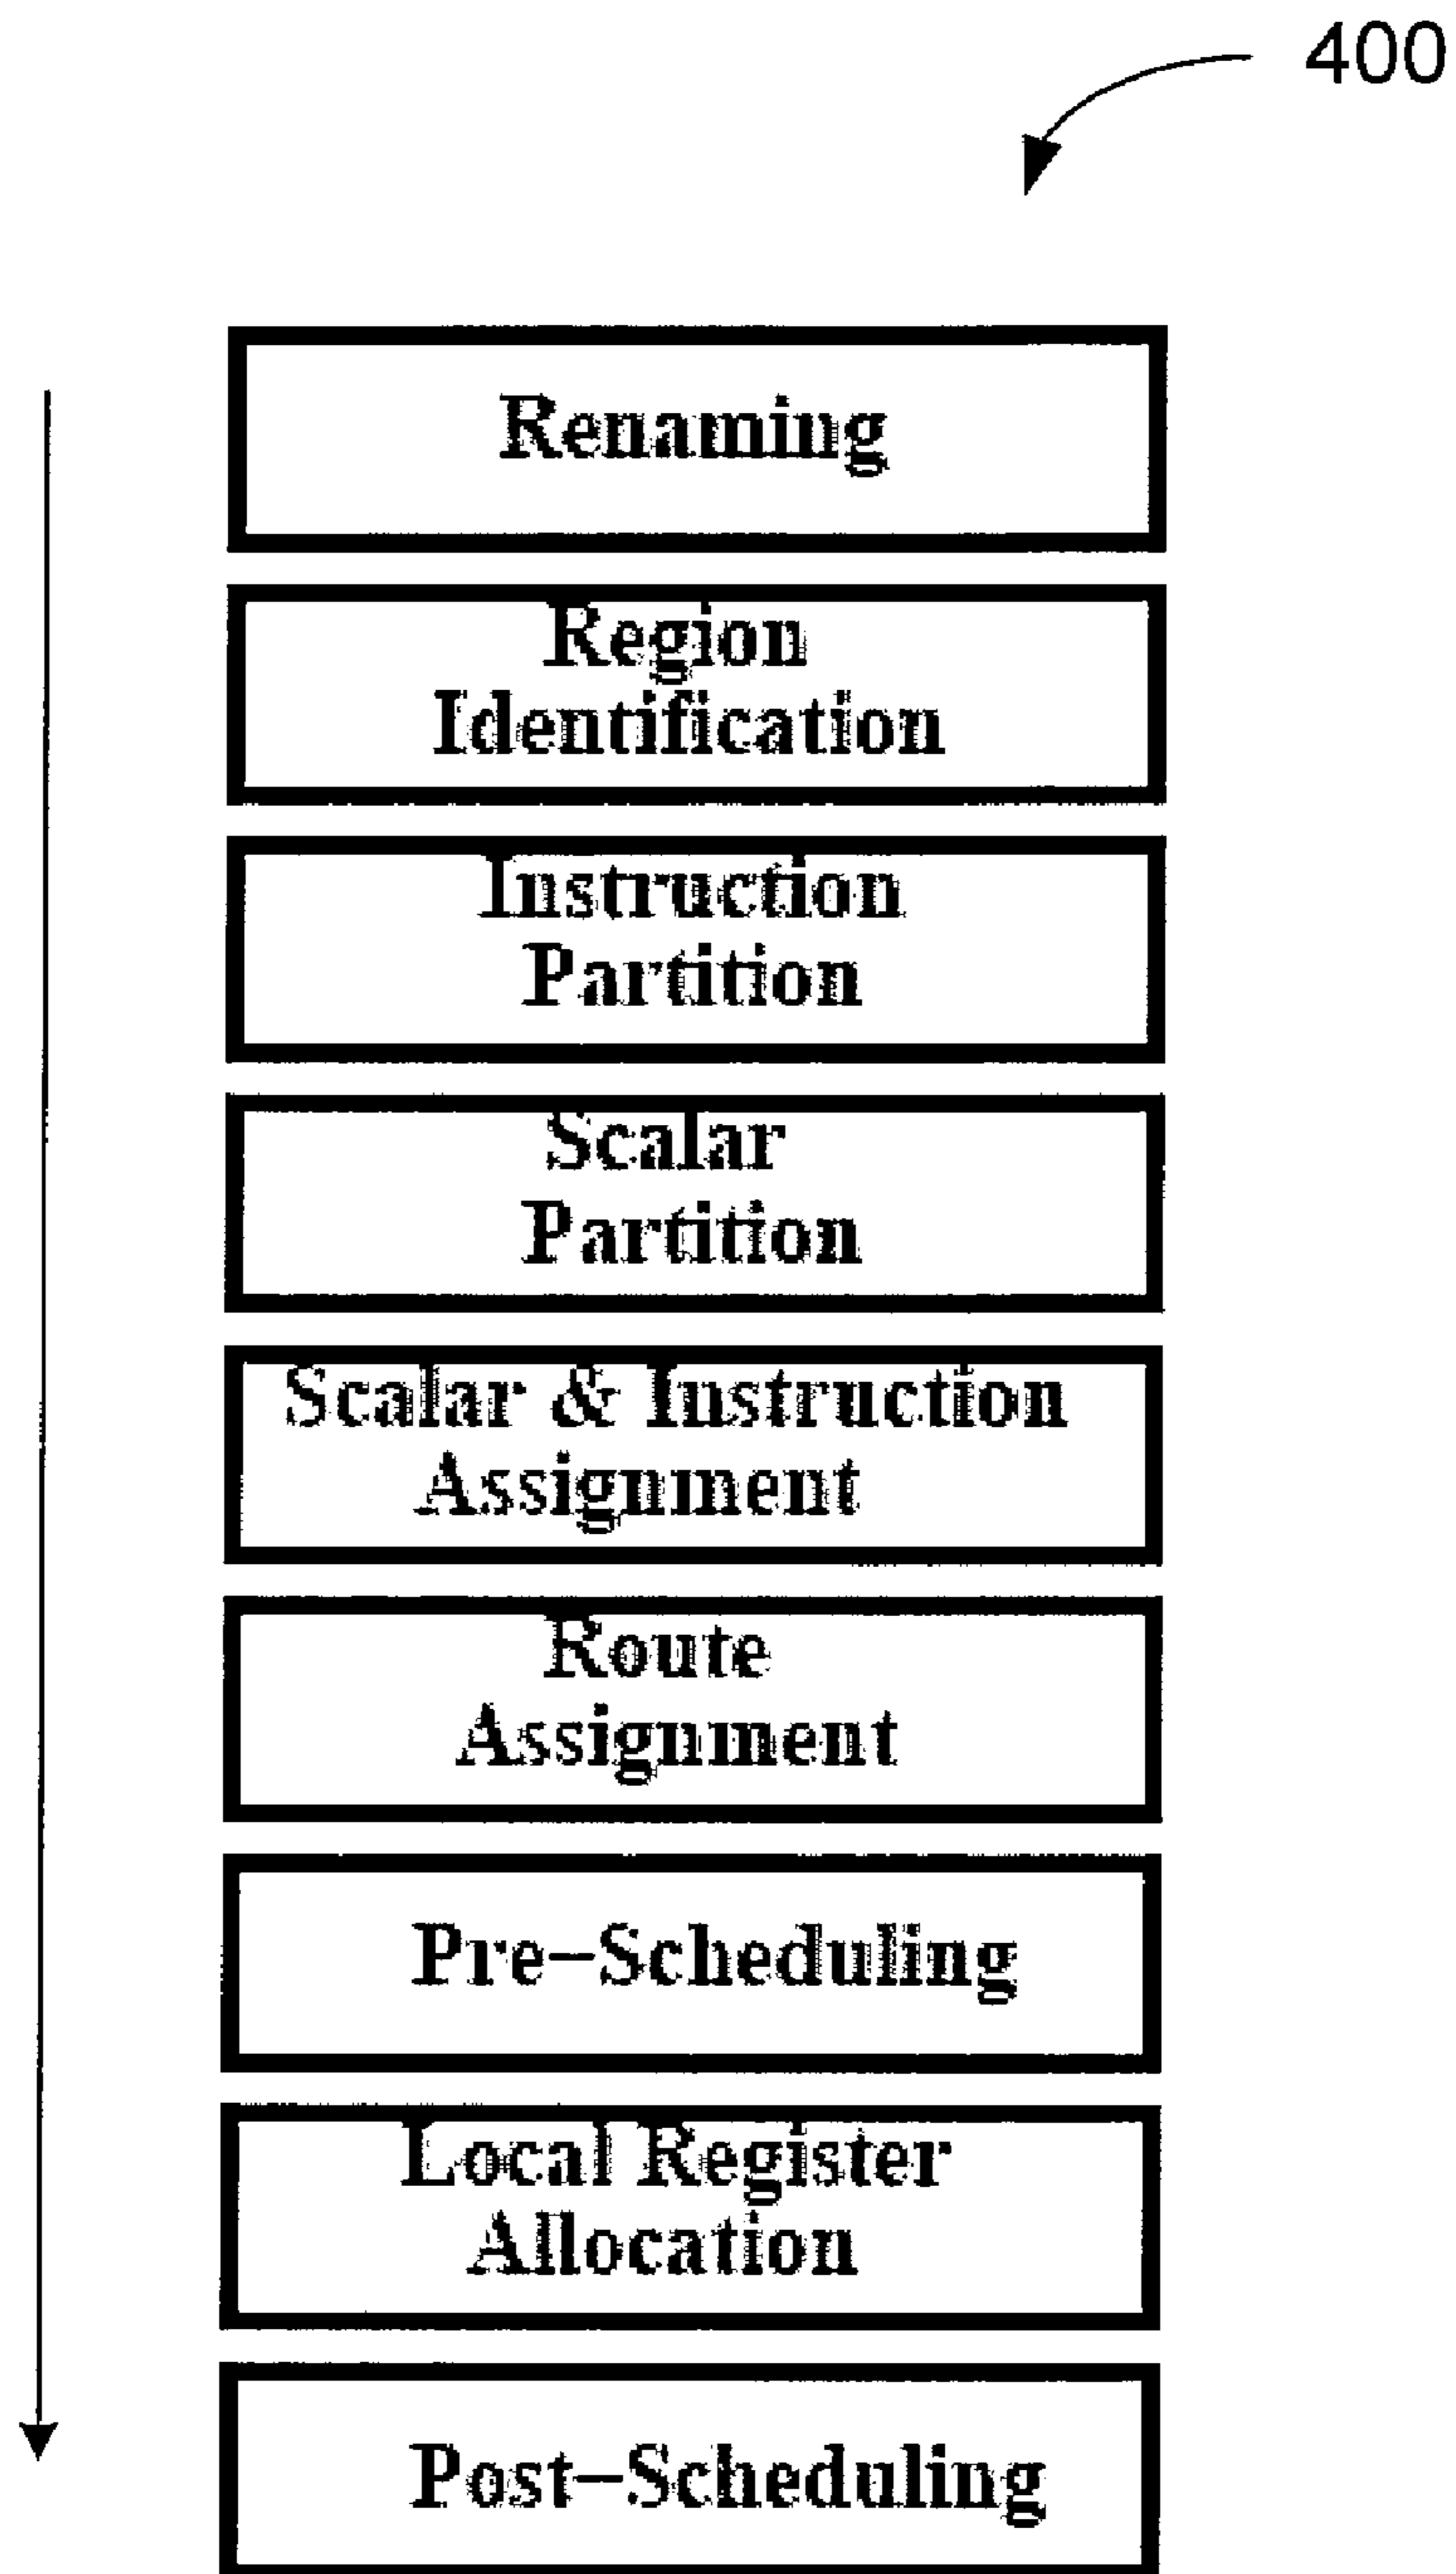 400
Renaming
Region
Identification
Instruction
Partition
Scalar
Partition
Scalar & Instruction
Assignment
Route
Assignment
Pre–Scheduling
Local Register
Allocation
Post–Scheduling